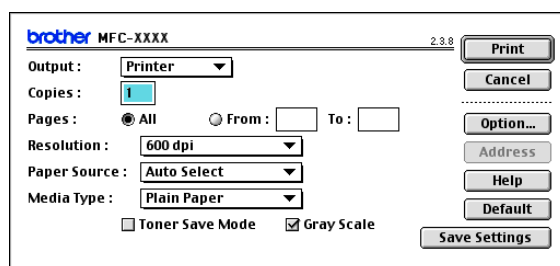 brother MFC-XXXX 2.3.8
Print
Output : Printer
Cancel
Copies : 1
Pages : All From : To :
Option...
Resolution : 600 dpi
Address
Paper Source : Auto Select
Help
Media Type : Plain Paper
Default
Toner Save Mode Gray Scale
Save Settings